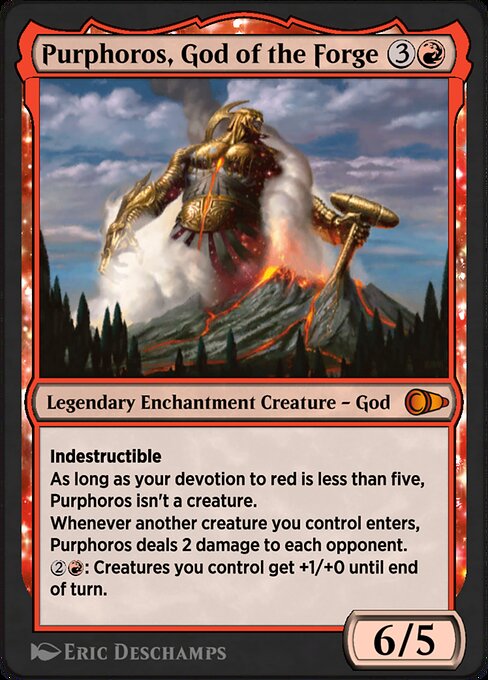 Purphoros, God of the Forge 3
Legendary Enchantment Creature – God
Indestructible
As long as your devotion to red is less than five,
Purphoros isn't a creature.
Whenever another creature you control enters,
Purphoros deals 2 damage to each opponent.
2: Creatures you control get +1/+0 until end
of turn.
6/5
Eric Deschamps